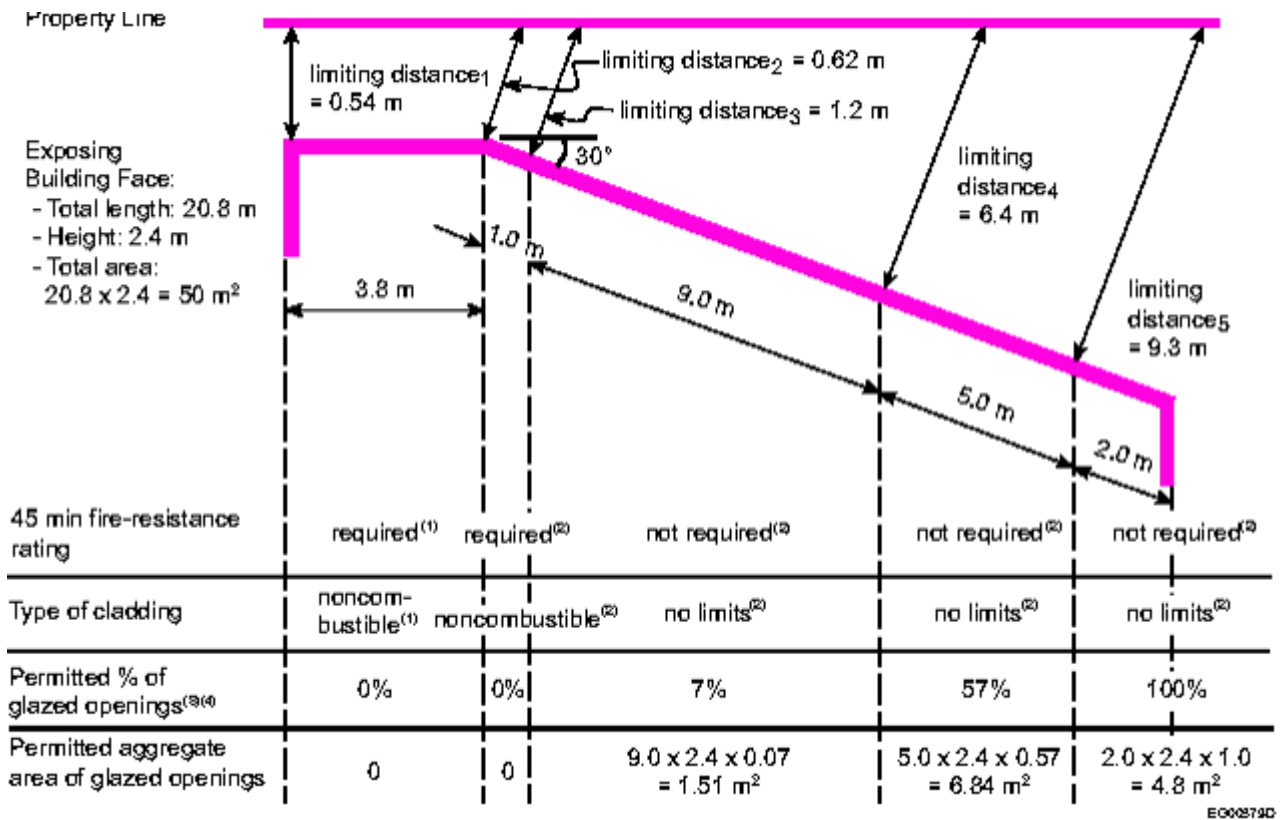 Property Line
limiting distance1
= 0.54 m
limiting distance2 = 0.62 m
limiting distance3 = 1.2 m
30°
limiting
distance4
= 6.4 m
limiting
distance5
= 9.3 m
Exposing
Building Face:
- Total length: 20.8 m
- Height: 2.4 m
- Total area:
20.8 x 2.4 = 50 m²
3.8 m
1.0 m
9.0 m
5.0 m
2.0 m
45 min fire-resistance
rating
required(1)
required(2)
not required(2)
not required(2)
not required(2)
Type of cladding
noncom-
bustible(1)
noncombustible(2)
no limits(2)
no limits(2)
no limits(2)
Permitted % of
glazed openings(3)(4)
0%
0%
7%
57%
100%
Permitted aggregate
area of glazed openings
0
0
9.0 x 2.4 x 0.07
= 1.51 m²
5.0 x 2.4 x 0.57
= 6.84 m²
2.0 x 2.4 x 1.0
= 4.8 m²